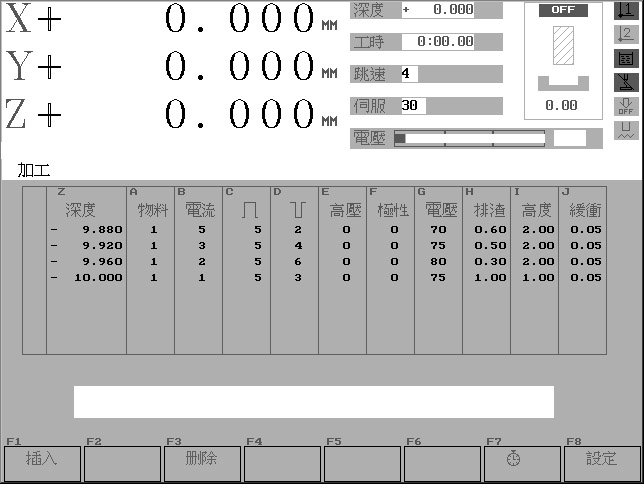 X+ 0.000 MM
Y+ 0.000 MM
Z+ 0.000 MM
深度 + 0.000
工時 0:00.00
跳速 4
伺服 30
電壓
OFF
0.00
1
2
OFF
加工
Z A B C D E F G H I J
深度 物料 電流 高壓 極性 電壓 排渣 高度 緩衝
- 9.880 1 5 5 2 0 0 70 0.60 2.00 0.05
- 9.920 1 3 5 4 0 0 75 0.50 2.00 0.05
- 9.960 1 2 5 6 0 0 80 0.30 2.00 0.05
- 10.000 1 1 5 3 0 0 75 1.00 1.00 0.05
F1 F2 F3 F4 F5 F6 F7 F8
插入 刪除 設定